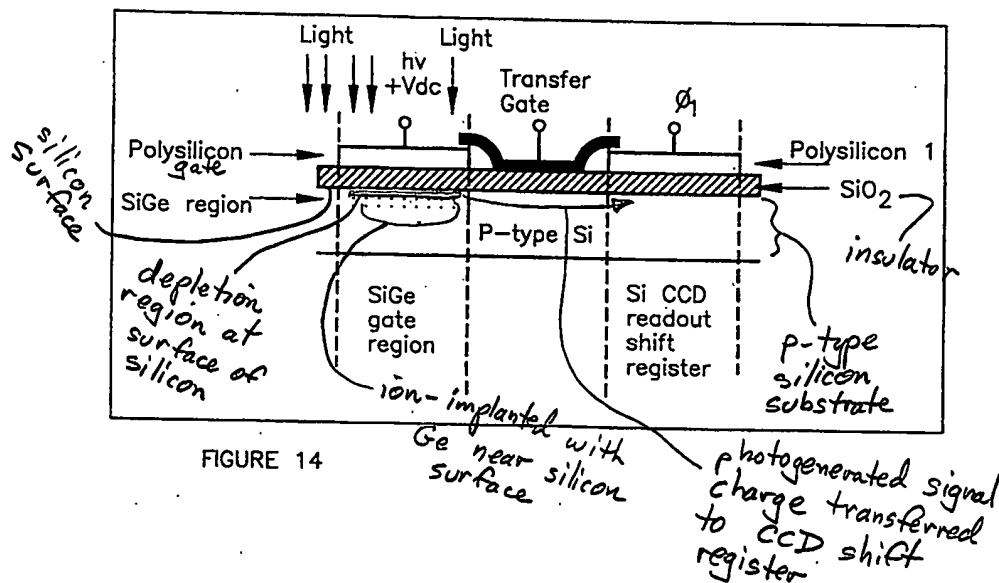 Light
Light
hv
+Vdc
Transfer
Gate
Ø1
silicon
surface
Polysilicon
gate
Polysilicon 1
SiGe region
SiO2
P-type Si
insulator
depletion
region at
surface of
silicon
SiGe
gate
region
Si CCD
readout
shift
register
p-type
silicon
substrate
ion-implanted with
Ge near silicon
surface
FIGURE 14
photogenerated signal
charge transferred
to CCD shift
register